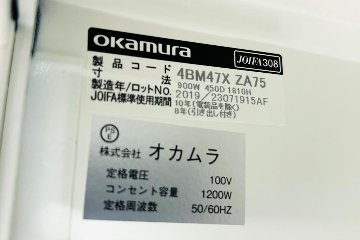 okamura
JOIFA308
製品コード 4BM47X ZA75
寸法 900W 450D 1810H
製造年/ロットNO. 2019/23071915AF
JOIFA標準使用期間 10年(電装品を除く)
8年(引き出し付き)
PS E
株式会社 オカムラ
定格電圧 100V
コンセント容量 1200W
定格周波数 50/60HZ